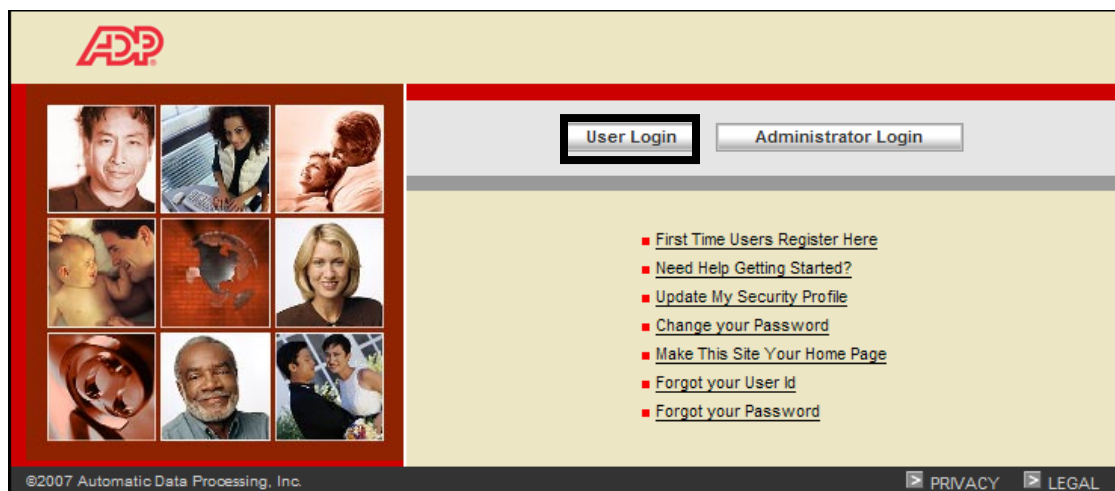 ADP
User Login
Administrator Login
First Time Users Register Here
Need Help Getting Started?
Update My Security Profile
Change your Password
Make This Site Your Home Page
Forgot your User Id
Forgot your Password
©2007 Automatic Data Processing, Inc.
PRIVACY
LEGAL